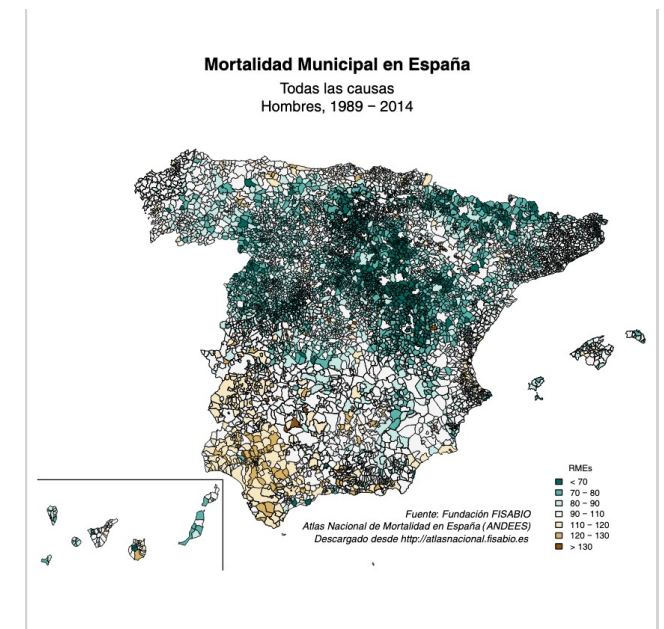 Mortalidad Municipal en España
Todas las causas
Hombres, 1989 − 2014
RMEs
< 70
70 − 80
80 − 90
90 − 110
110 − 120
120 − 130
> 130
Fuente: Fundación FISABIO
Atlas Nacional de Mortalidad en España (ANDEES)
Descargado desde http://atlasnacional.fisabio.es